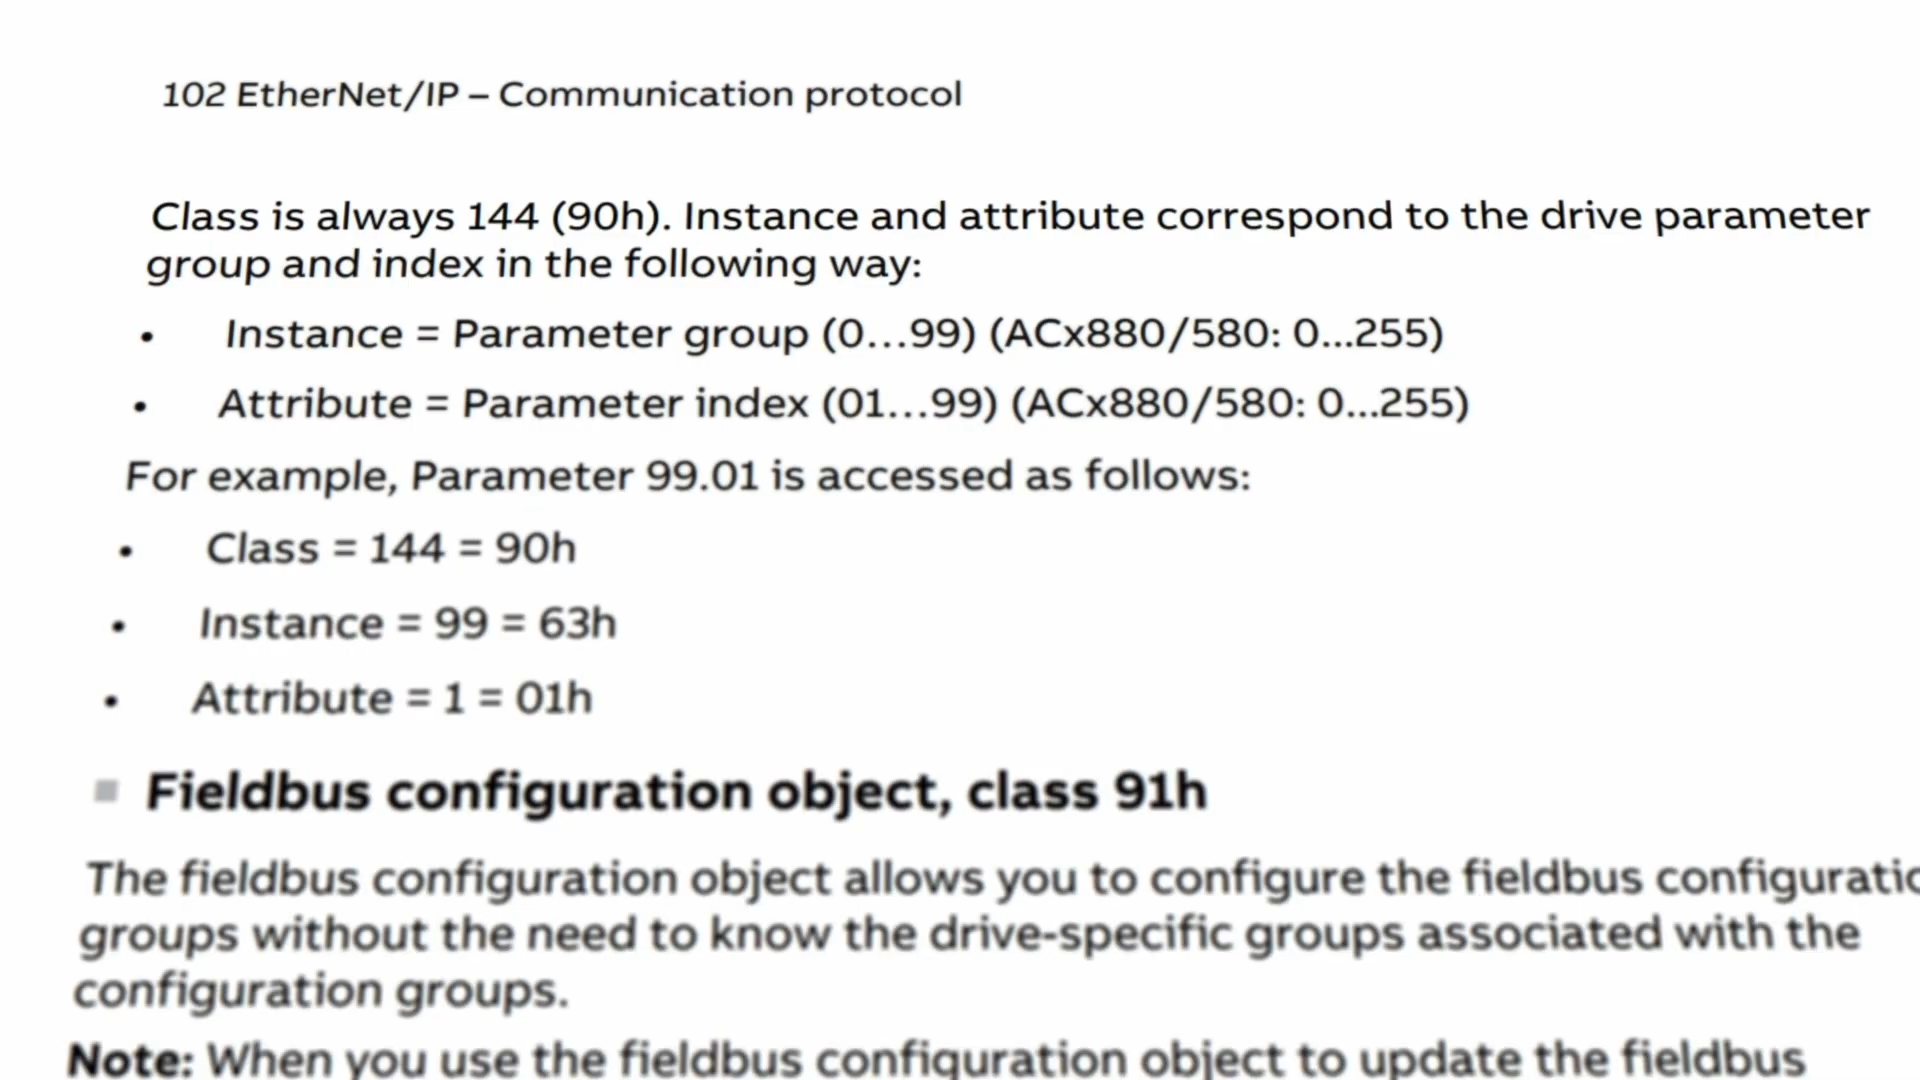 102 EtherNet/IP – Communication protocol
Class is always 144 (90h). Instance and attribute correspond to the drive parameter
group and index in the following way:
• Instance = Parameter group (0…99) (ACx880/580: 0...255)
• Attribute = Parameter index (01…99) (ACx880/580: 0...255)
For example, Parameter 99.01 is accessed as follows:
• Class = 144 = 90h
• Instance = 99 = 63h
• Attribute = 1 = 01h
Fieldbus configuration object, class 91h
The fieldbus configuration object allows you to configure the fieldbus configuratio
groups without the need to know the drive-specific groups associated with the
configuration groups.
Note: When you use the fieldbus configuration object to update the fieldbus